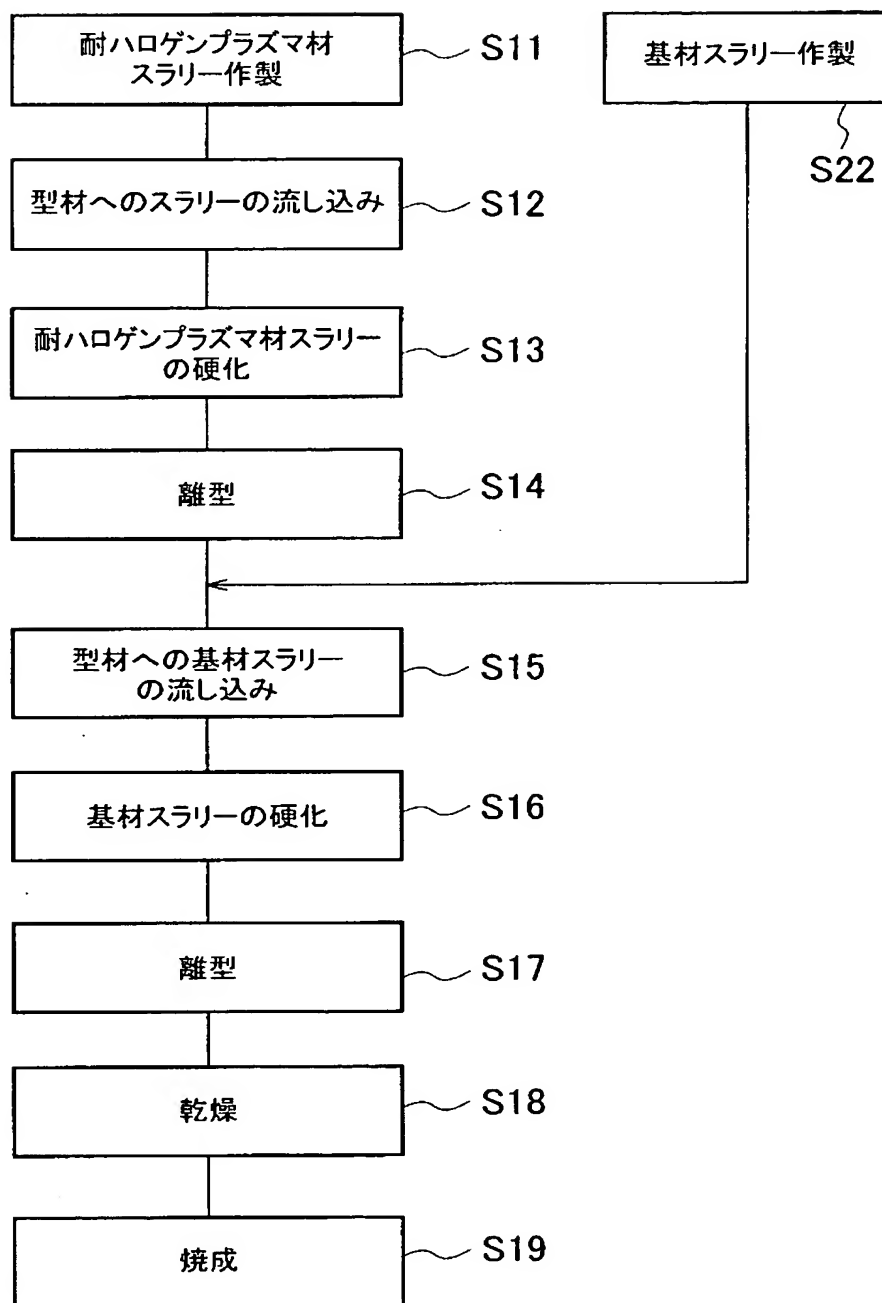 耐ハロゲンプラズマ材
スラリー作製
S11
基材スラリー作製
S22
型材へのスラリーの流し込み
S12
耐ハロゲンプラズマ材スラリー
の硬化
S13
離型
S14
型材への基材スラリー
の流し込み
S15
基材スラリーの硬化
S16
離型
S17
乾燥
S18
焼成
S19